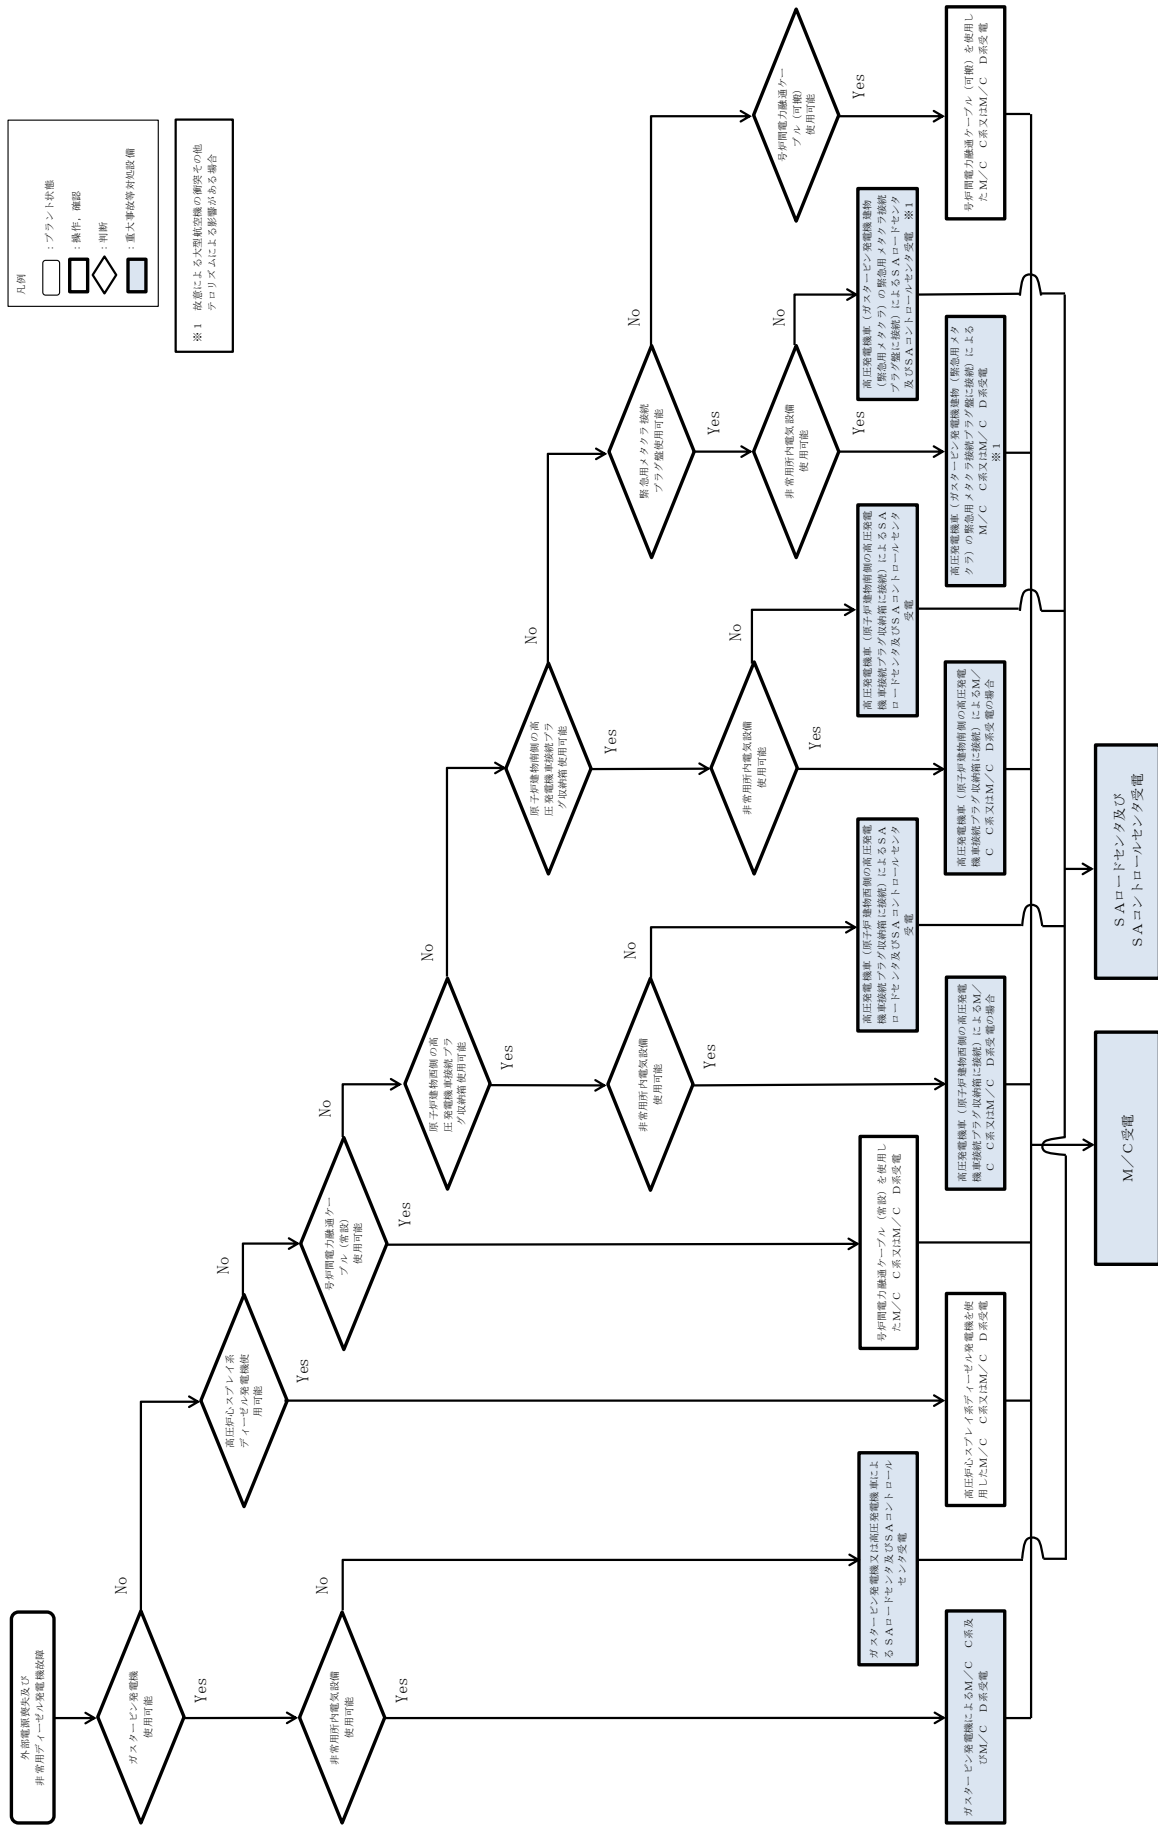 凡例
：プラント状態
：操作，確認
：判断
：重大事故等対処設備
※１　故意による大型航空機の衝突その他
テロリズムによる影響がある場合
外部電源喪失及び
非常用ディーゼル発電機故障
ガスタービン発電機
使用可能
No
Yes
非常用所内電気設備
使用可能
No
Yes
高圧炉心スプレイ系
ディーゼル発電機使
用可能
No
Yes
号炉間電力融通ケー
ブル（常設）
使用可能
No
Yes
原子炉建物西側の高
圧発電機車接続プラ
グ収納箱使用可能
No
Yes
非常用所内電気設備
使用可能
No
Yes
原子炉建物南側の高
圧発電機車接続プラ
グ収納箱使用可能
No
Yes
非常用所内電気設備
使用可能
No
Yes
緊急用メタクラ接続
プラグ盤使用可能
No
Yes
非常用所内電気設備
使用可能
No
Yes
号炉間電力融通ケー
ブル（可搬）
使用可能
Yes
ガスタービン発電機によるM／C　C系及
びM／C　D系受電
ガスタービン発電機又は高圧発電機車によ
るSAロードセンタ及びSAコントロール
センタ受電
高圧炉心スプレイ系ディーゼル発電機を使
用したM／C　C系又はM／C　D系受電
号炉間電力融通ケーブル（常設）を使用し
たM／C　C系又はM／C　D系受電
高圧発電機車（原子炉建物西側の高圧発電
機車接続プラグ収納箱に接続）によるM／
C　C系又はM／C　D系受電の場合
高圧発電機車（原子炉建物西側の高圧発電
機車接続プラグ収納箱に接続）によるSA
ロードセンタ及びSAコントロールセンタ
受電
高圧発電機車（原子炉建物南側の高圧発電
機車接続プラグ収納箱に接続）によるM／
C　C系又はM／C　D系受電の場合
高圧発電機車（原子炉建物南側の高圧発電
機車接続プラグ収納箱に接続）によるSA
ロードセンタ及びSAコントロールセンタ
受電
高圧発電機車（ガスタービン発電機建物（緊急用メタ
クラ）の緊急用メタクラ接続プラグ盤に接続）による
M／C　C系又はM／C　D系受電
※１
高圧発電機車（ガスタービン発電機建物
（緊急用メタクラ）の緊急用メタクラ接続
プラグ盤に接続）によるSAロードセンタ
及びSAコントロールセンタ受電　※１
号炉間電力融通ケーブル（可搬）を使用し
たM／C　C系又はM／C　D系受電
M／C受電
SAロードセンタ及び
SAコントロールセンタ受電